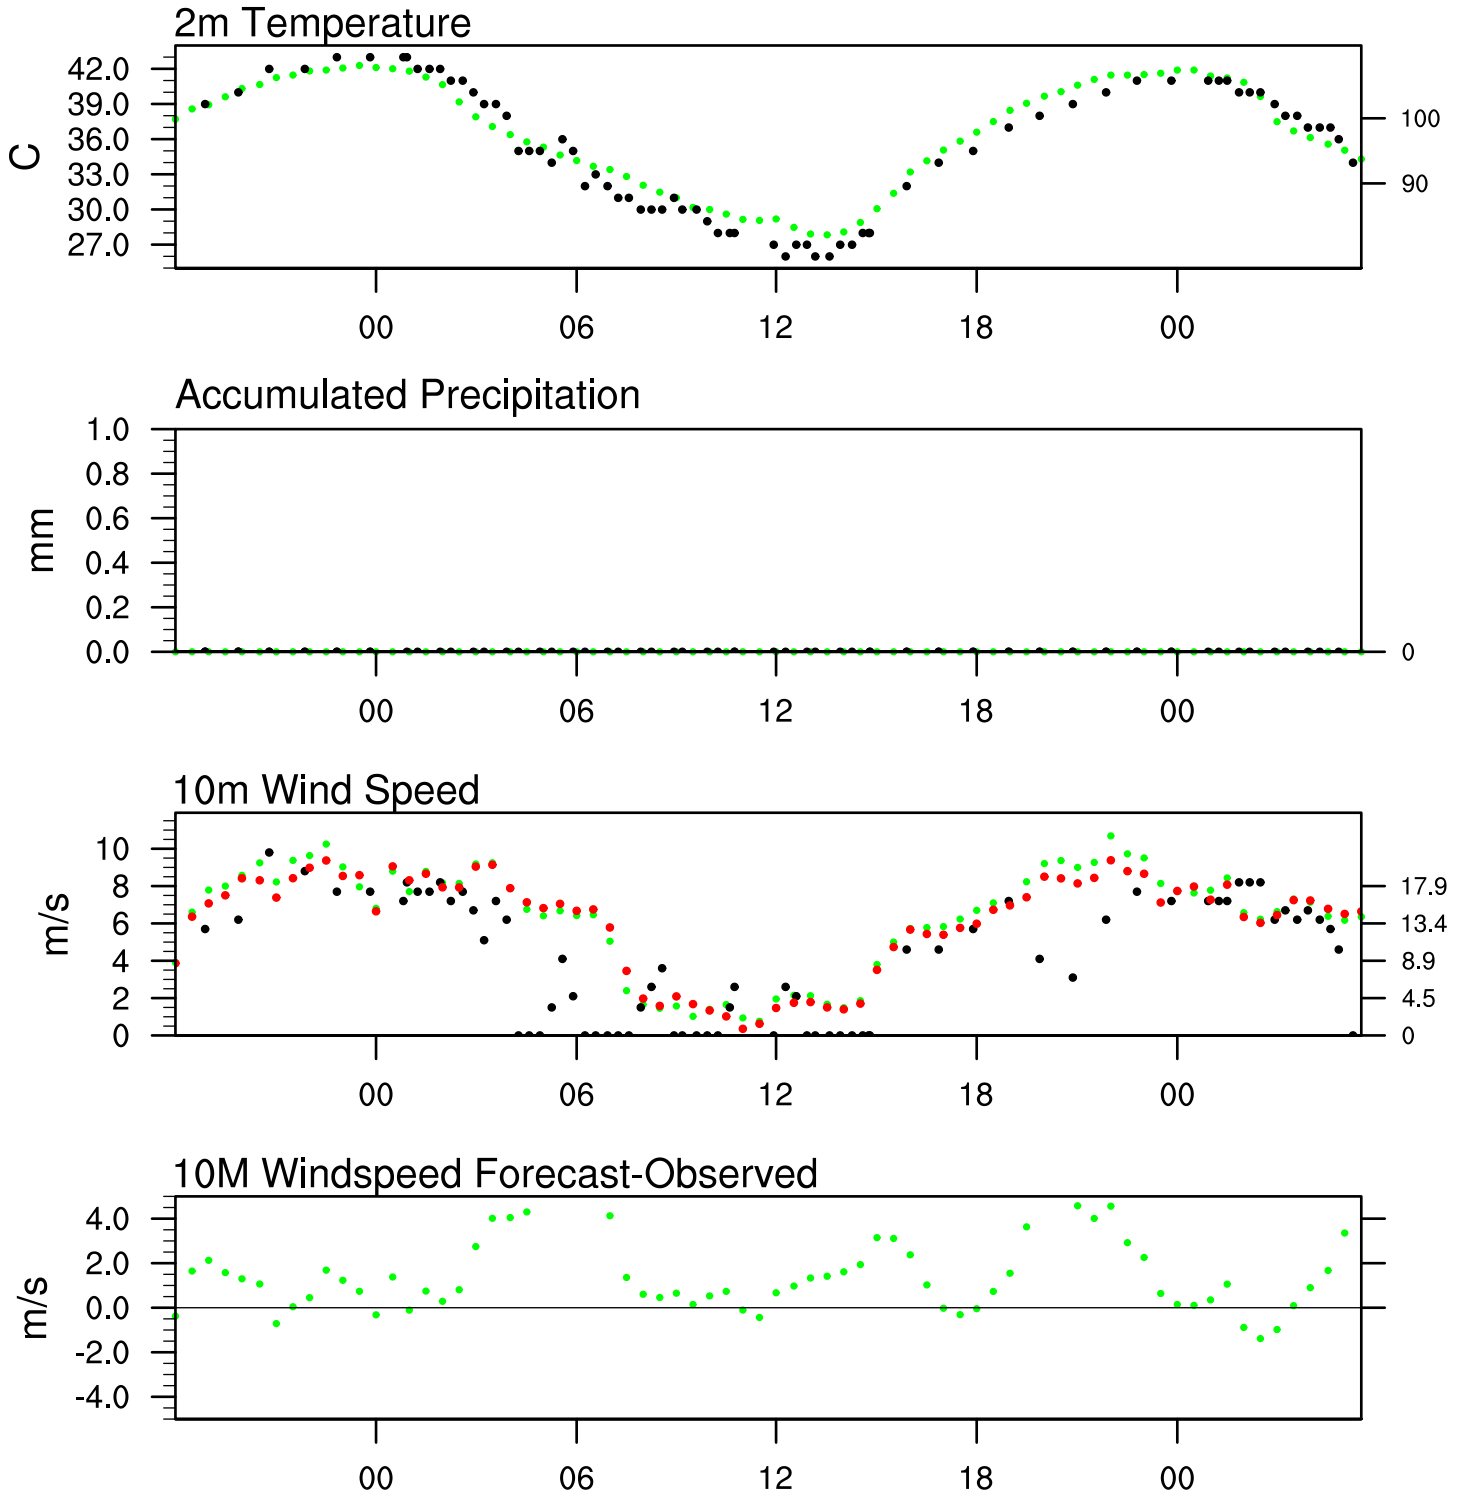 2m Temperature
42.0
39.0
36.0
33.0
30.0
27.0
C
100
90
00 06 12 18 00
Accumulated Precipitation
1.0
0.8
0.6
0.4
0.2
0.0
mm
0
00 06 12 18 00
10m Wind Speed
10
8
6
4
2
0
m/s
17.9
13.4
8.9
4.5
0
00 06 12 18 00
10M Windspeed Forecast-Observed
4.0
2.0
0.0
-2.0
-4.0
m/s
00 06 12 18 00